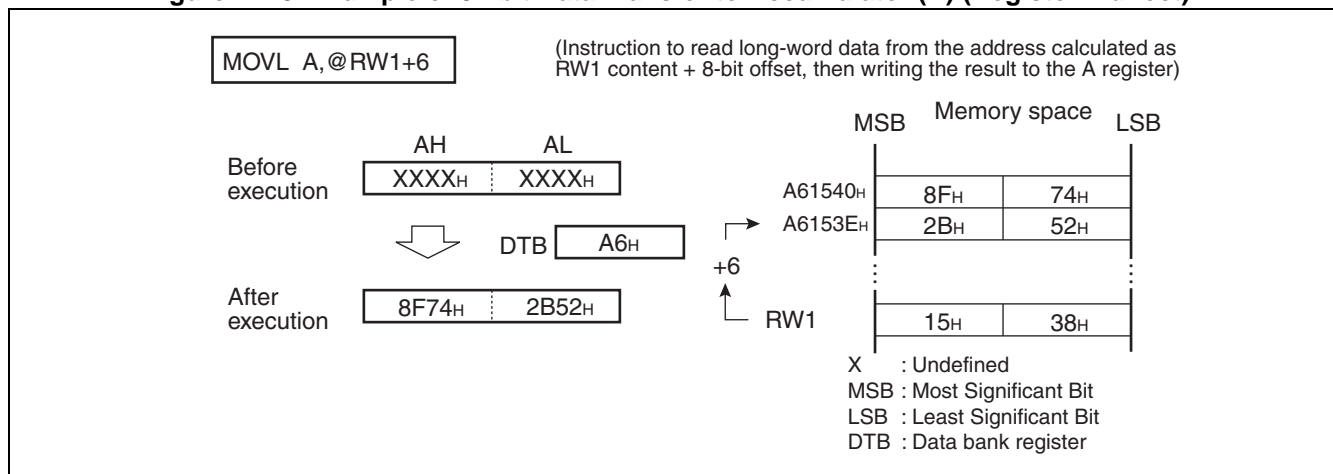 MOVL A,@RW1+6
(Instruction to read long-word data from the address calculated as
RW1 content + 8-bit offset, then writing the result to the A register)
Memory space
MSB LSB
AH AL
Before
execution
XXXXH XXXXH
A61540H 8FH 74H
A6153EH 2BH 52H
DTB A6H
+6
After
execution
8F74H 2B52H
RW1 15H 38H
X : Undefined
MSB : Most Significant Bit
LSB : Least Significant Bit
DTB : Data bank register